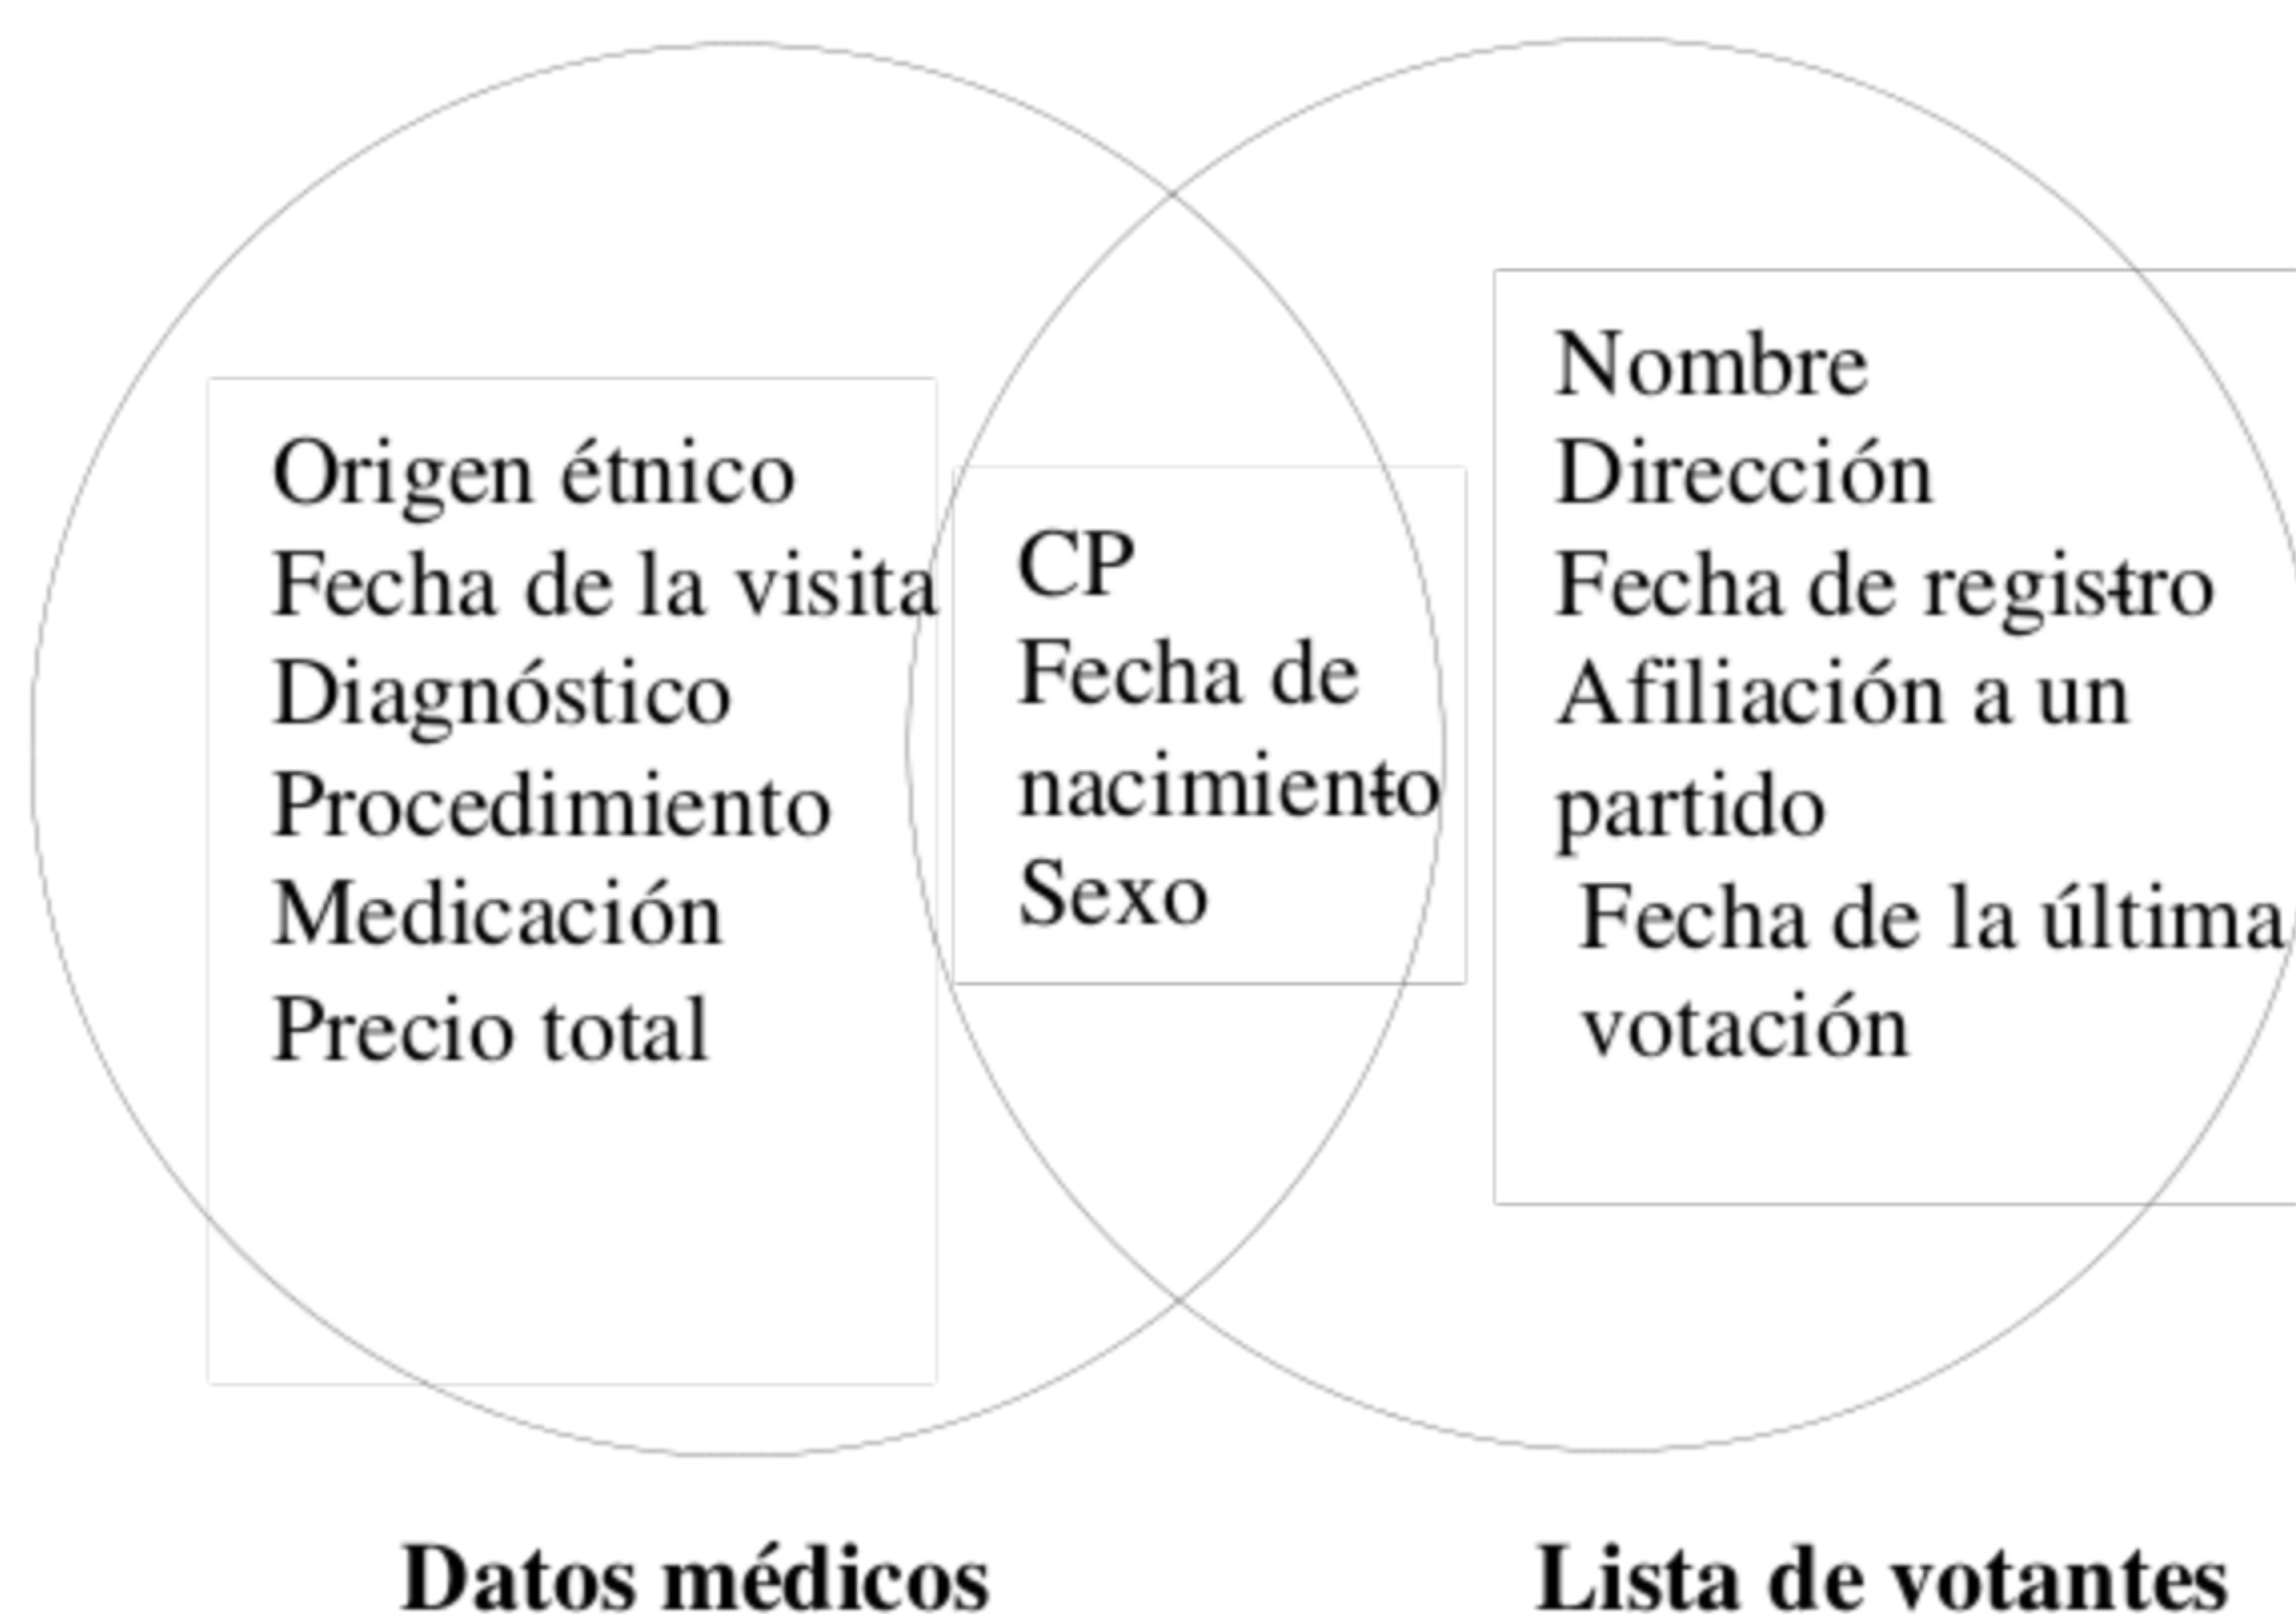 Origen étnico
Fecha de la visita
Diagnóstico
Procedimiento
Medicación
Precio total
CP
Fecha de
nacimiento
Sexo
Nombre
Dirección
Fecha de registro
Afiliación a un
partido
Fecha de la última
votación
Datos médicos
Lista de votantes